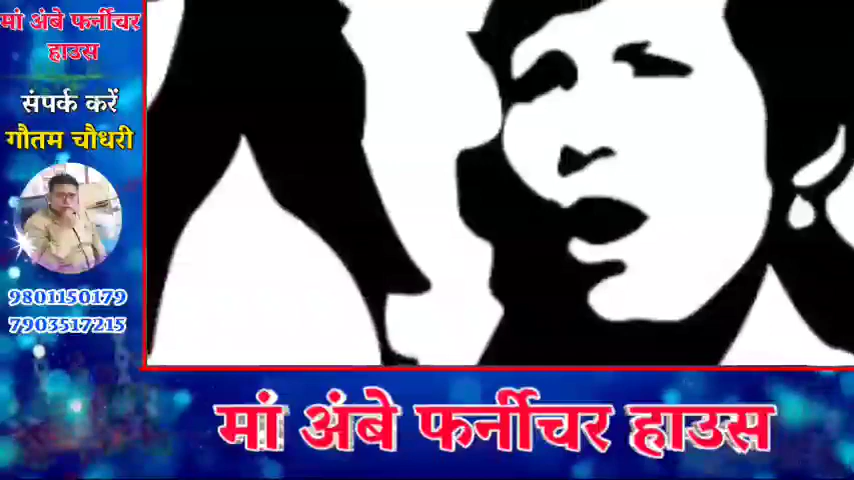 मां अंबे फर्नीचर
हाउस
संपर्क करें
गौतम चौधरी
9801150179
7903517215
मां अंबे फर्नीचर हाउस